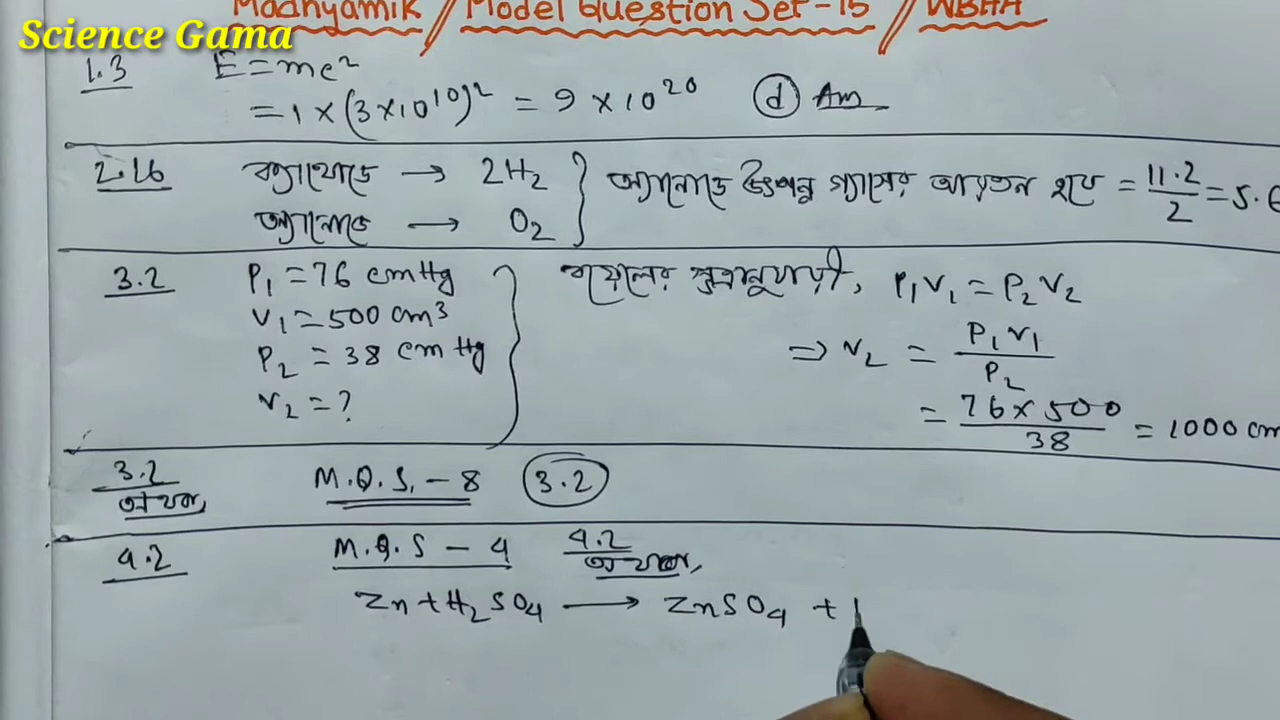 Madhyamik / Model Question Set-15 / WBHA
Science Gama
1.3 E=mc²
= 1 × (3×10¹⁰)² = 9 × 10²⁰ (d) Ans
2.16 ক্যাথোডে → 2H₂ } অ্যানোডে উৎপন্ন গ্যাসের আয়তন হবে = 11.2/2 = 5.6
অ্যানোডে → O₂
3.2 P₁ = 76 cmHg } বয়েলের সূত্রানুযায়ী, P₁V₁ = P₂V₂
V₁ = 500 cm³
P₂ = 38 cm Hg ⇒ V₂ = P₁V₁/P₂
V₂ = ? = 76×500/38 = 1000 cm
3.2 অথবা, M.Q.S. – 8 (3.2)
4.2 M.Q.S – 4 4.2 অথবা,
Zn + H₂SO₄ → ZnSO₄ +